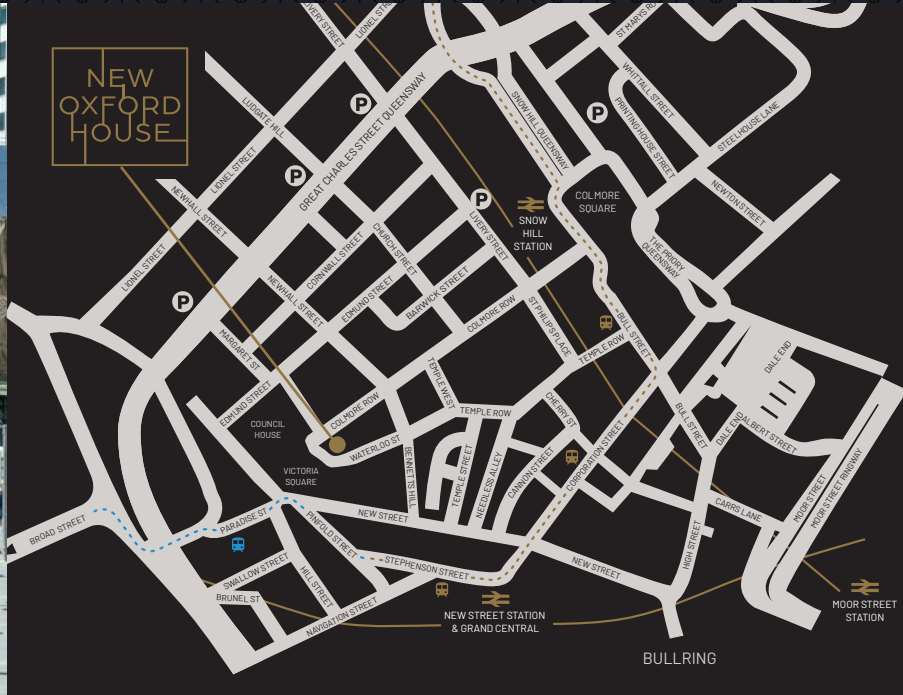 NEW
OXFORD
HOUSE
LIVERY STREET
LIONEL STREET
ST MARYS RO
WHITTALL STREET
PRINTING HOUSE STREET
STEELHOUSE LANE
SNOW HILL QUEENSWAY
LUDGATE HILL
P
P
P
P
P
GREAT CHARLES STREET QUEENSWAY
LIONEL STREET
LIONEL STREET
NEWHALL STREET
NEWHALL STREET
COLMORE
SQUARE
NEWTON STREET
SNOW
HILL
STATION
LIVERY STREET
CHURCH STREET
CORNWALL STREET
EDMUND STREET
BARWICK STREET
THE PRIORY
QUEENSWAY
COLMORE ROW
ST PHILIPS PLACE
BULL STREET
TEMPLE ROW
MARGARET ST
EDMUND STREET
TEMPLE WEST
DALE END
COLMORE ROW
TEMPLE ROW
CHERRY ST
BULL STREET
DALE END
ALBERT STREET
COUNCIL
HOUSE
WATERLOO ST
BENNETTS HILL
TEMPLE STREET
NEEDLESS ALLEY
CANNON STREET
CORPORATION STREET
VICTORIA
SQUARE
MOOR STREET
MOOR STREET RINGWAY
CARRS LANE
NEW STREET
PARADISE ST
BROAD STREET
PINFOLD STREET
HIGH STREET
STEPHENSON STREET
NEW STREET
SWALLOW STREET
HILL STREET
BRUNEL ST
NAVIGATION STREET
NEW STREET STATION
& GRAND CENTRAL
MOOR STREET
STATION
BULLRING